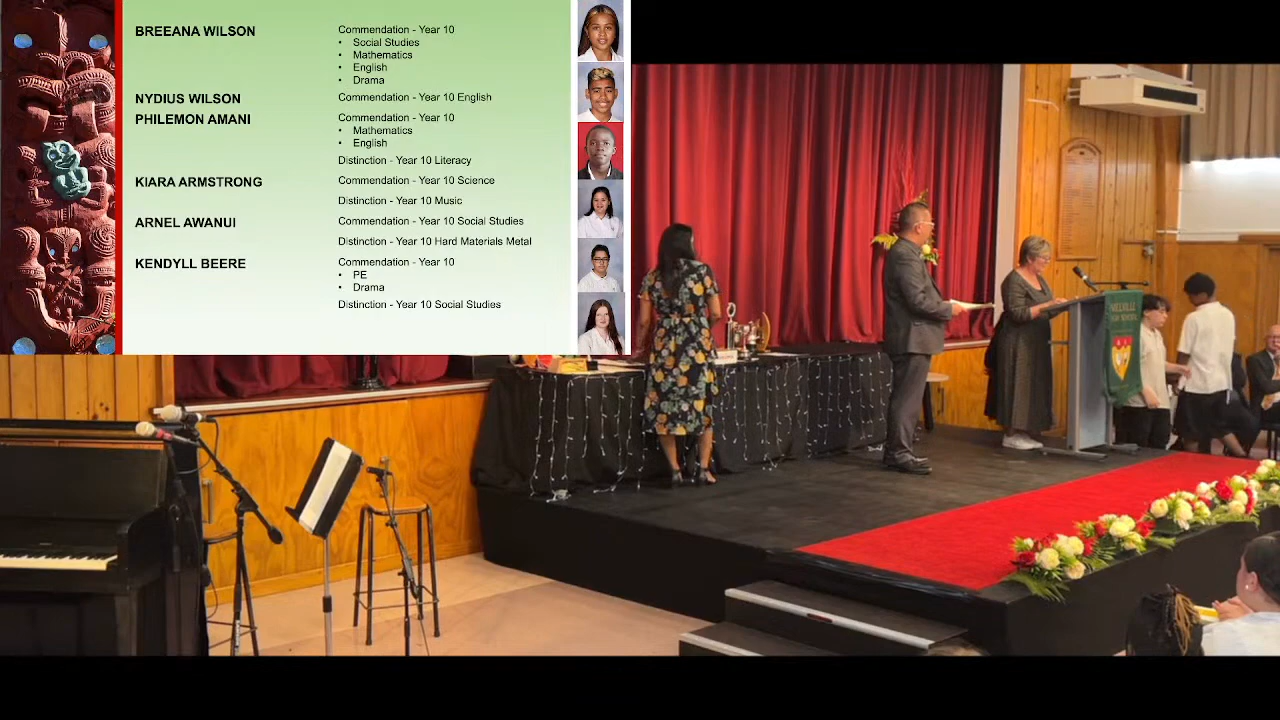 BREEANA WILSON
Commendation - Year 10
• Social Studies
• Mathematics
• English
• Drama
NYDIUS WILSON
Commendation - Year 10 English
PHILEMON AMANI
Commendation - Year 10
• Mathematics
• English
Distinction - Year 10 Literacy
KIARA ARMSTRONG
Commendation - Year 10 Science
Distinction - Year 10 Music
ARNEL AWANUI
Commendation - Year 10 Social Studies
Distinction - Year 10 Hard Materials Metal
KENDYLL BEERE
Commendation - Year 10
• PE
• Drama
Distinction - Year 10 Social Studies
MELVILLE
HIGH SCHOOL